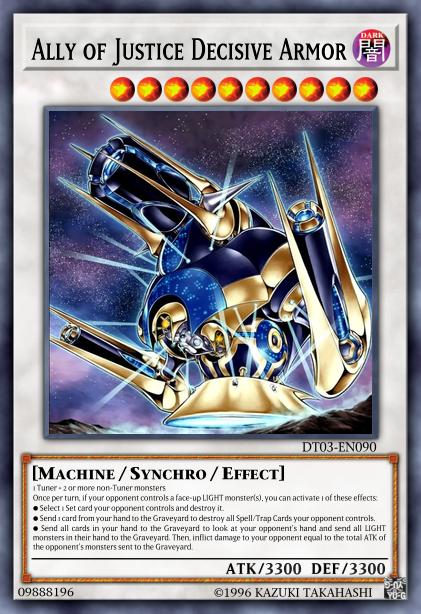 ALLY OF JUSTICE DECISIVE ARMOR
DARK
闇
DT03-EN090
[MACHINE / SYNCHRO / EFFECT]
1 Tuner + 2 or more non-Tuner monsters
Once per turn, if your opponent controls a face-up LIGHT monster(s), you can activate 1 of these effects:
● Select 1 Set card your opponent controls and destroy it.
● Send 1 card from your hand to the Graveyard to destroy all Spell/Trap Cards your opponent controls.
● Send all cards in your hand to the Graveyard to look at your opponent's hand and send all LIGHT
monsters in their hand to the Graveyard. Then, inflict damage to your opponent equal to the total ATK of
the opponent's monsters sent to the Graveyard.
ATK/3300 DEF/3300
09888196
©1996 KAZUKI TAKAHASHI